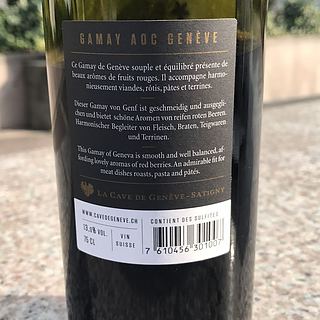 GAMAY AOC GENÈVE
Ce Gamay de Genève souple et équilibré présente de
beaux arômes de fruits rouges. Il accompagne harmo-
nieusement viandes, rôtis, pâtes et terrines.
Dieser Gamay von Genf ist geschmeidig und ausgegli-
chen und bietet schöne Aromen von reifen roten Beeren.
Harmonischer Begleiter von Fleisch, Braten, Teigwaren
und Terrinen.
This Gamay of Geneva is smooth and well balanced, af-
fording lovely aromas of red berries. An admirable fit for
meat dishes roasts, pasta and pâtés.
LA CAVE DE GENÈVE - SATIGNY
WWW.CAVEDEGENEVE.CH
13,0% VOL
75 CL
VIN
SUISSE
CONTIENT DES SULFITES
7 610456 301007